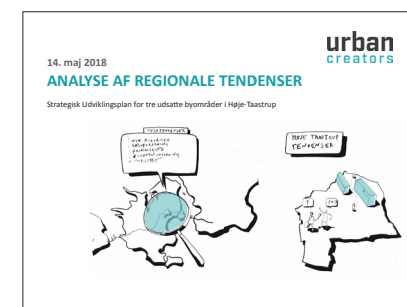 urban
creators
14. maj 2018
ANALYSE AF REGIONALE TENDENSER
Strategisk Udviklingsplan for tre udsatte byområder i Høje-Taastrup
HØJE TAASTRUP
TENDENSER